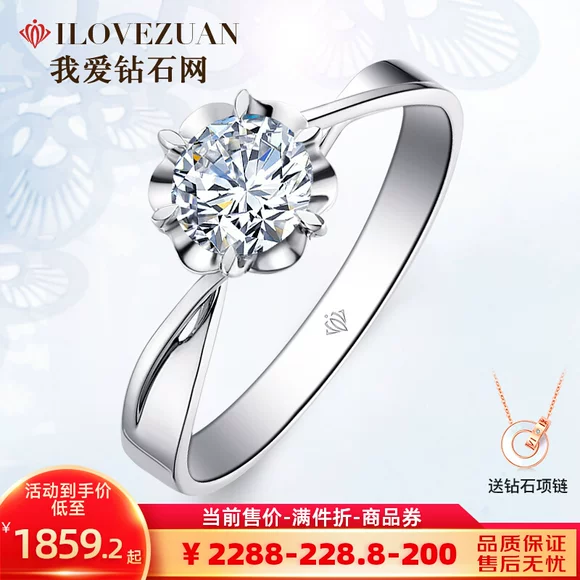 ILOVEZUAN
我爱钻石网
送钻石项链
活动到手价
低至
¥1859.2起
当前售价-满件折-商品券
¥2288-228.8-200
品质保证
售后无忧